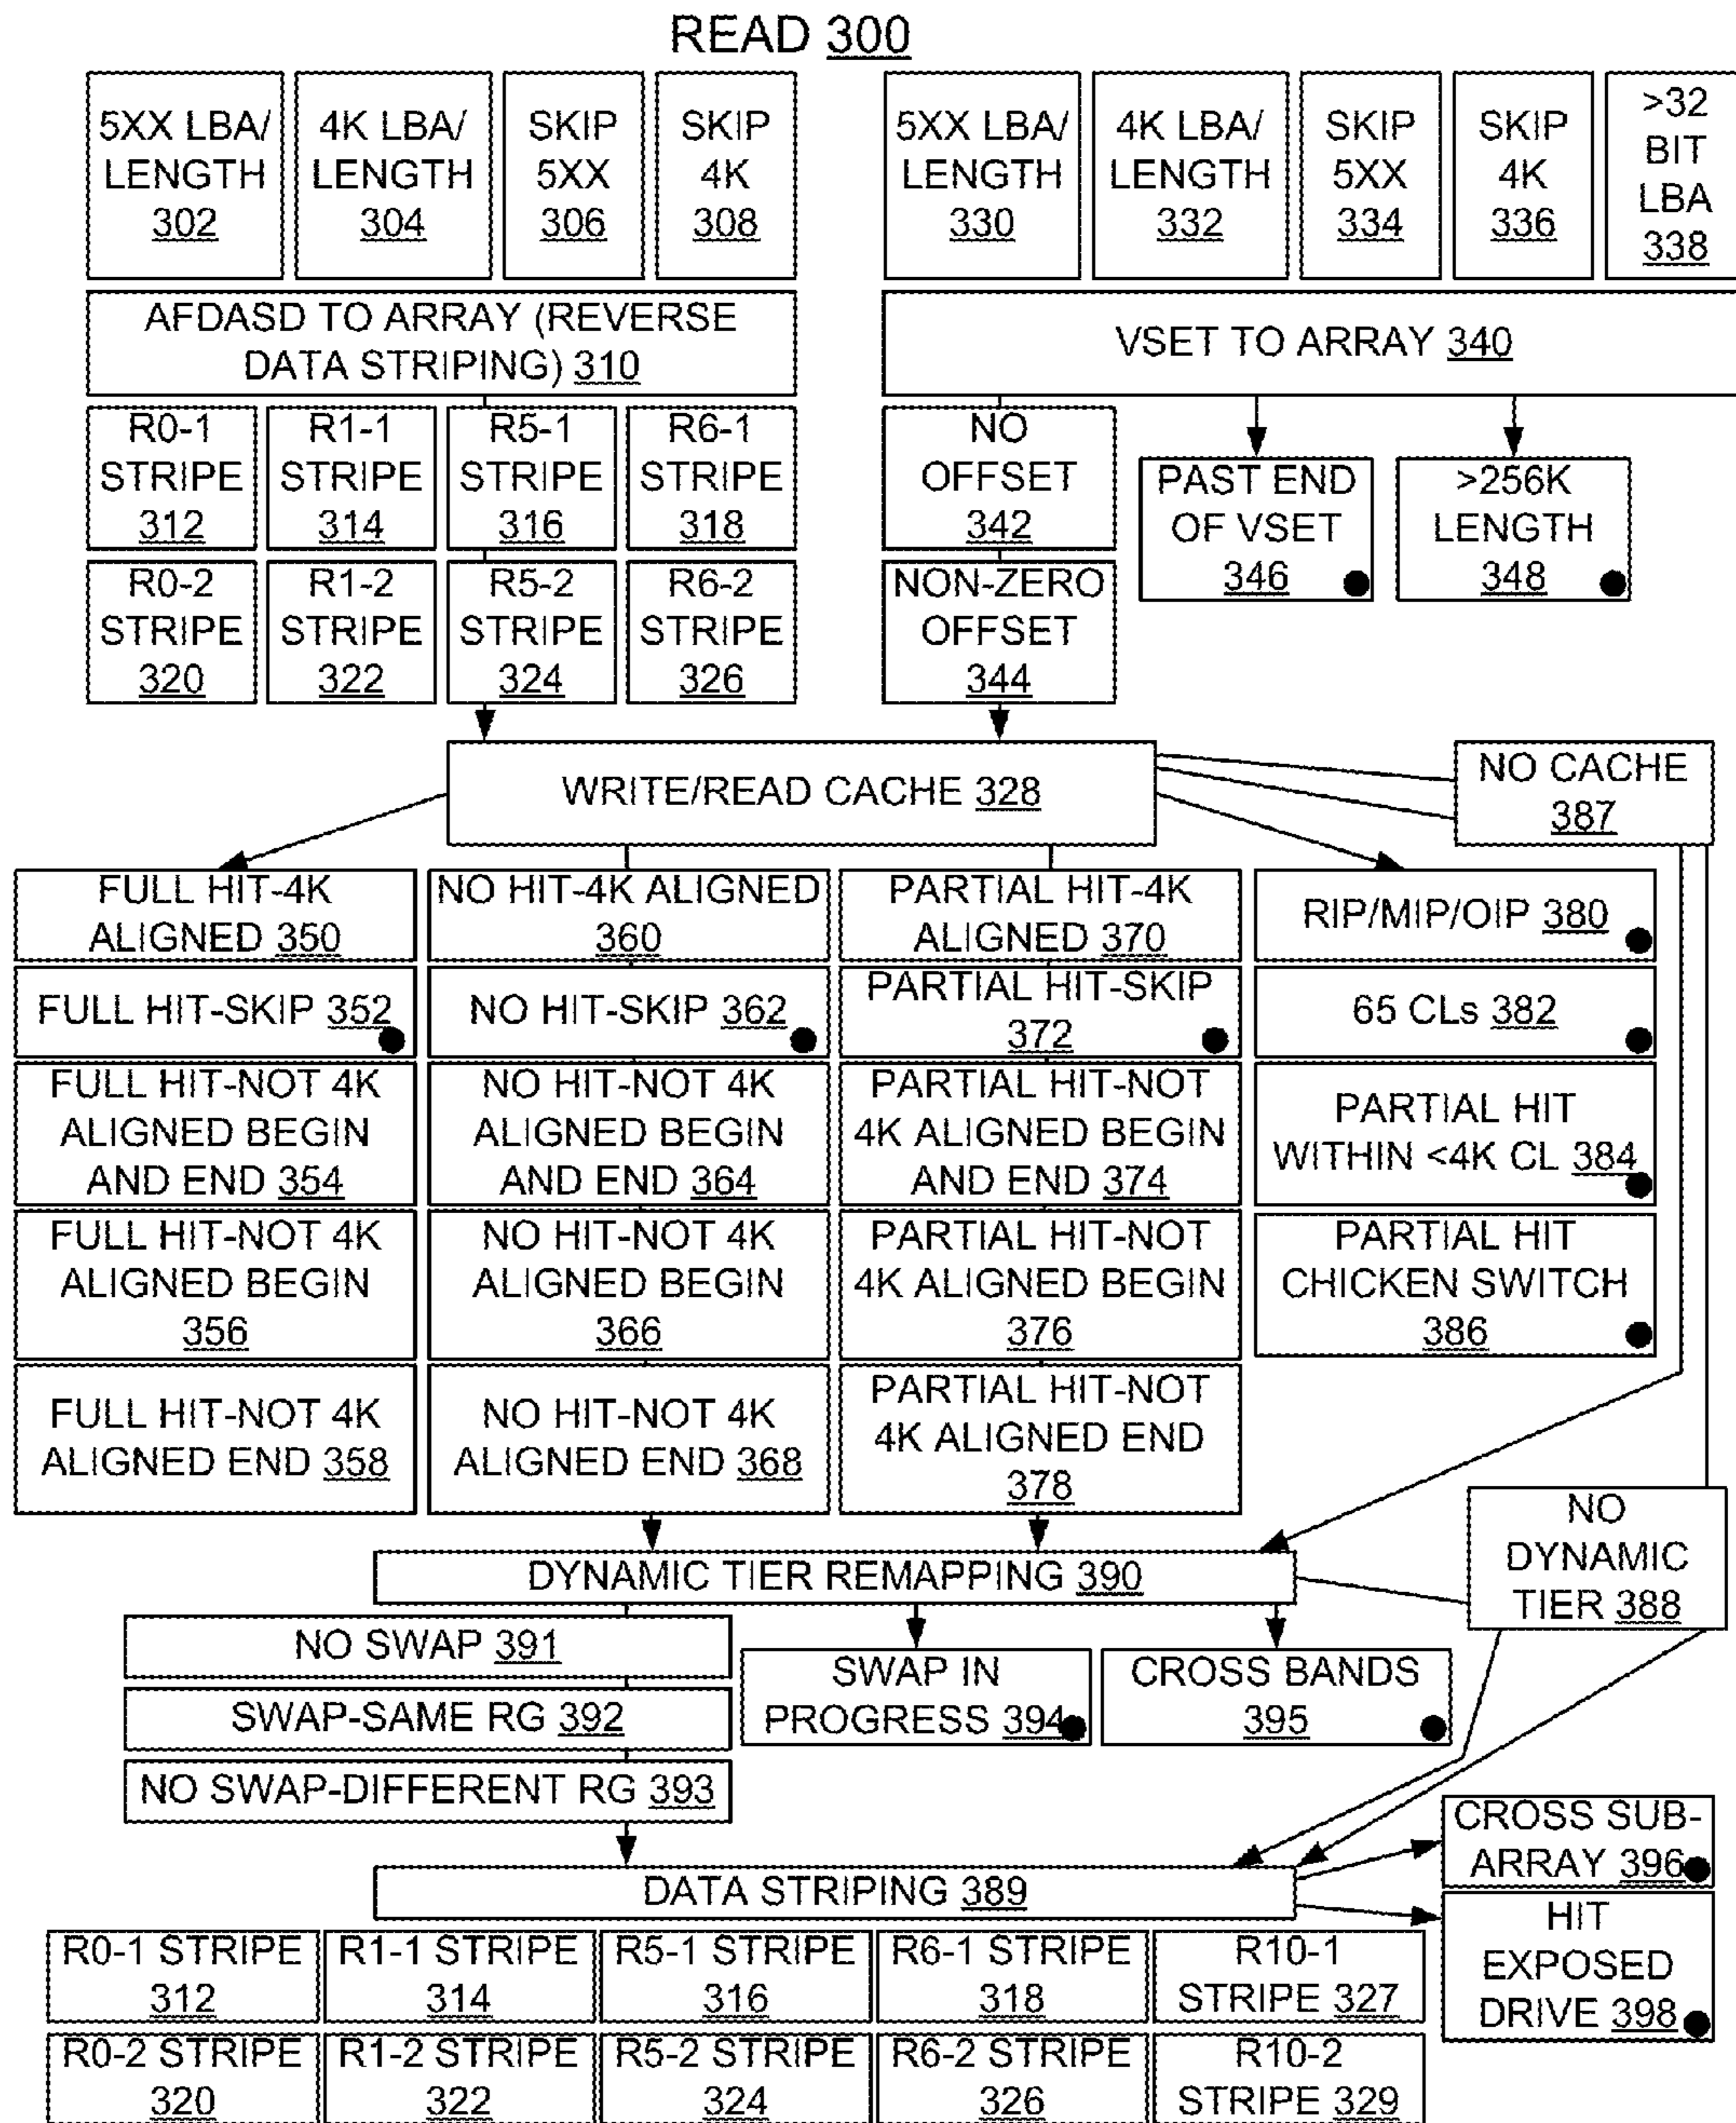 READ 300
5XX LBA/
LENGTH
302
4K LBA/
LENGTH
304
SKIP
5XX
306
SKIP
4K
308
5XX LBA/
LENGTH
330
4K LBA/
LENGTH
332
SKIP
5XX
334
SKIP
4K
336
>32
BIT
LBA
338
AFDASD TO ARRAY (REVERSE
DATA STRIPING) 310
VSET TO ARRAY 340
R0-1
STRIPE
312
R1-1
STRIPE
314
R5-1
STRIPE
316
R6-1
STRIPE
318
NO
OFFSET
342
PAST END
OF VSET
346
>256K
LENGTH
348
R0-2
STRIPE
320
R1-2
STRIPE
322
R5-2
STRIPE
324
R6-2
STRIPE
326
NON-ZERO
OFFSET
344
WRITE/READ CACHE 328
NO CACHE
387
FULL HIT-4K
ALIGNED 350
NO HIT-4K ALIGNED
360
PARTIAL HIT-4K
ALIGNED 370
RIP/MIP/OIP 380
FULL HIT-SKIP 352
NO HIT-SKIP 362
PARTIAL HIT-SKIP
372
65 CLs 382
FULL HIT-NOT 4K
ALIGNED BEGIN
AND END 354
NO HIT-NOT 4K
ALIGNED BEGIN
AND END 364
PARTIAL HIT-NOT
4K ALIGNED BEGIN
AND END 374
PARTIAL HIT
WITHIN <4K CL 384
FULL HIT-NOT 4K
ALIGNED BEGIN
356
NO HIT-NOT 4K
ALIGNED BEGIN
366
PARTIAL HIT-NOT
4K ALIGNED BEGIN
376
PARTIAL HIT
CHICKEN SWITCH
386
FULL HIT-NOT 4K
ALIGNED END 358
NO HIT-NOT 4K
ALIGNED END 368
PARTIAL HIT-NOT
4K ALIGNED END
378
NO
DYNAMIC
TIER 388
DYNAMIC TIER REMAPPING 390
NO SWAP 391
SWAP-SAME RG 392
NO SWAP-DIFFERENT RG 393
SWAP IN
PROGRESS 394
CROSS BANDS
395
DATA STRIPING 389
CROSS SUB-
ARRAY 396
HIT
EXPOSED
DRIVE 398
R0-1 STRIPE
312
R1-1 STRIPE
314
R5-1 STRIPE
316
R6-1 STRIPE
318
R10-1
STRIPE 327
R0-2 STRIPE
320
R1-2 STRIPE
322
R5-2 STRIPE
324
R6-2 STRIPE
326
R10-2
STRIPE 329